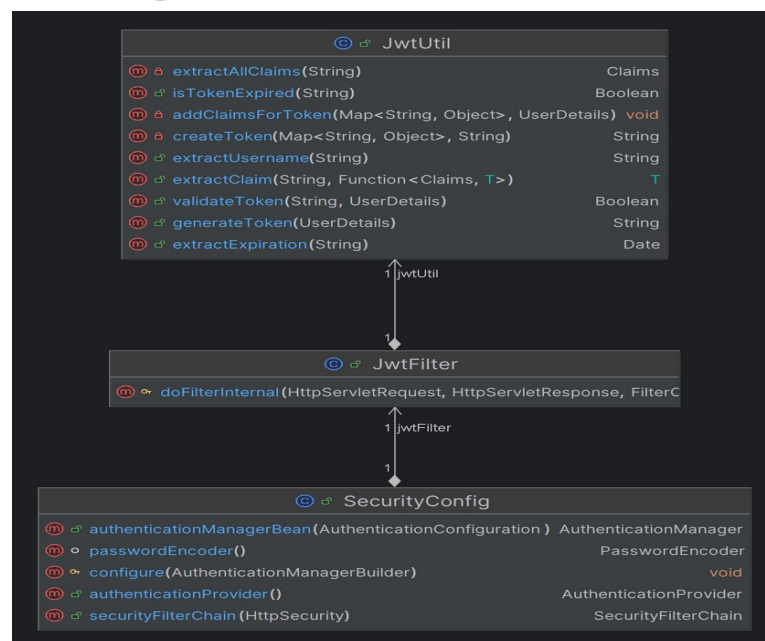 JwtUtil
extractAllClaims(String) Claims
isTokenExpired(String) Boolean
addClaimsForToken(Map<String, Object>, UserDetails) void
createToken(Map<String, Object>, String) String
extractUsername(String) String
extractClaim(String, Function<Claims, T>) T
validateToken(String, UserDetails) Boolean
generateToken(UserDetails) String
extractExpiration(String) Date
1 jwtUtil
1
JwtFilter
doFilterInternal(HttpServletRequest, HttpServletResponse, FilterC
1 jwtFilter
1
SecurityConfig
authenticationManagerBean(AuthenticationConfiguration) AuthenticationManager
passwordEncoder() PasswordEncoder
configure(AuthenticationManagerBuilder) void
authenticationProvider() AuthenticationProvider
securityFilterChain(HttpSecurity) SecurityFilterChain